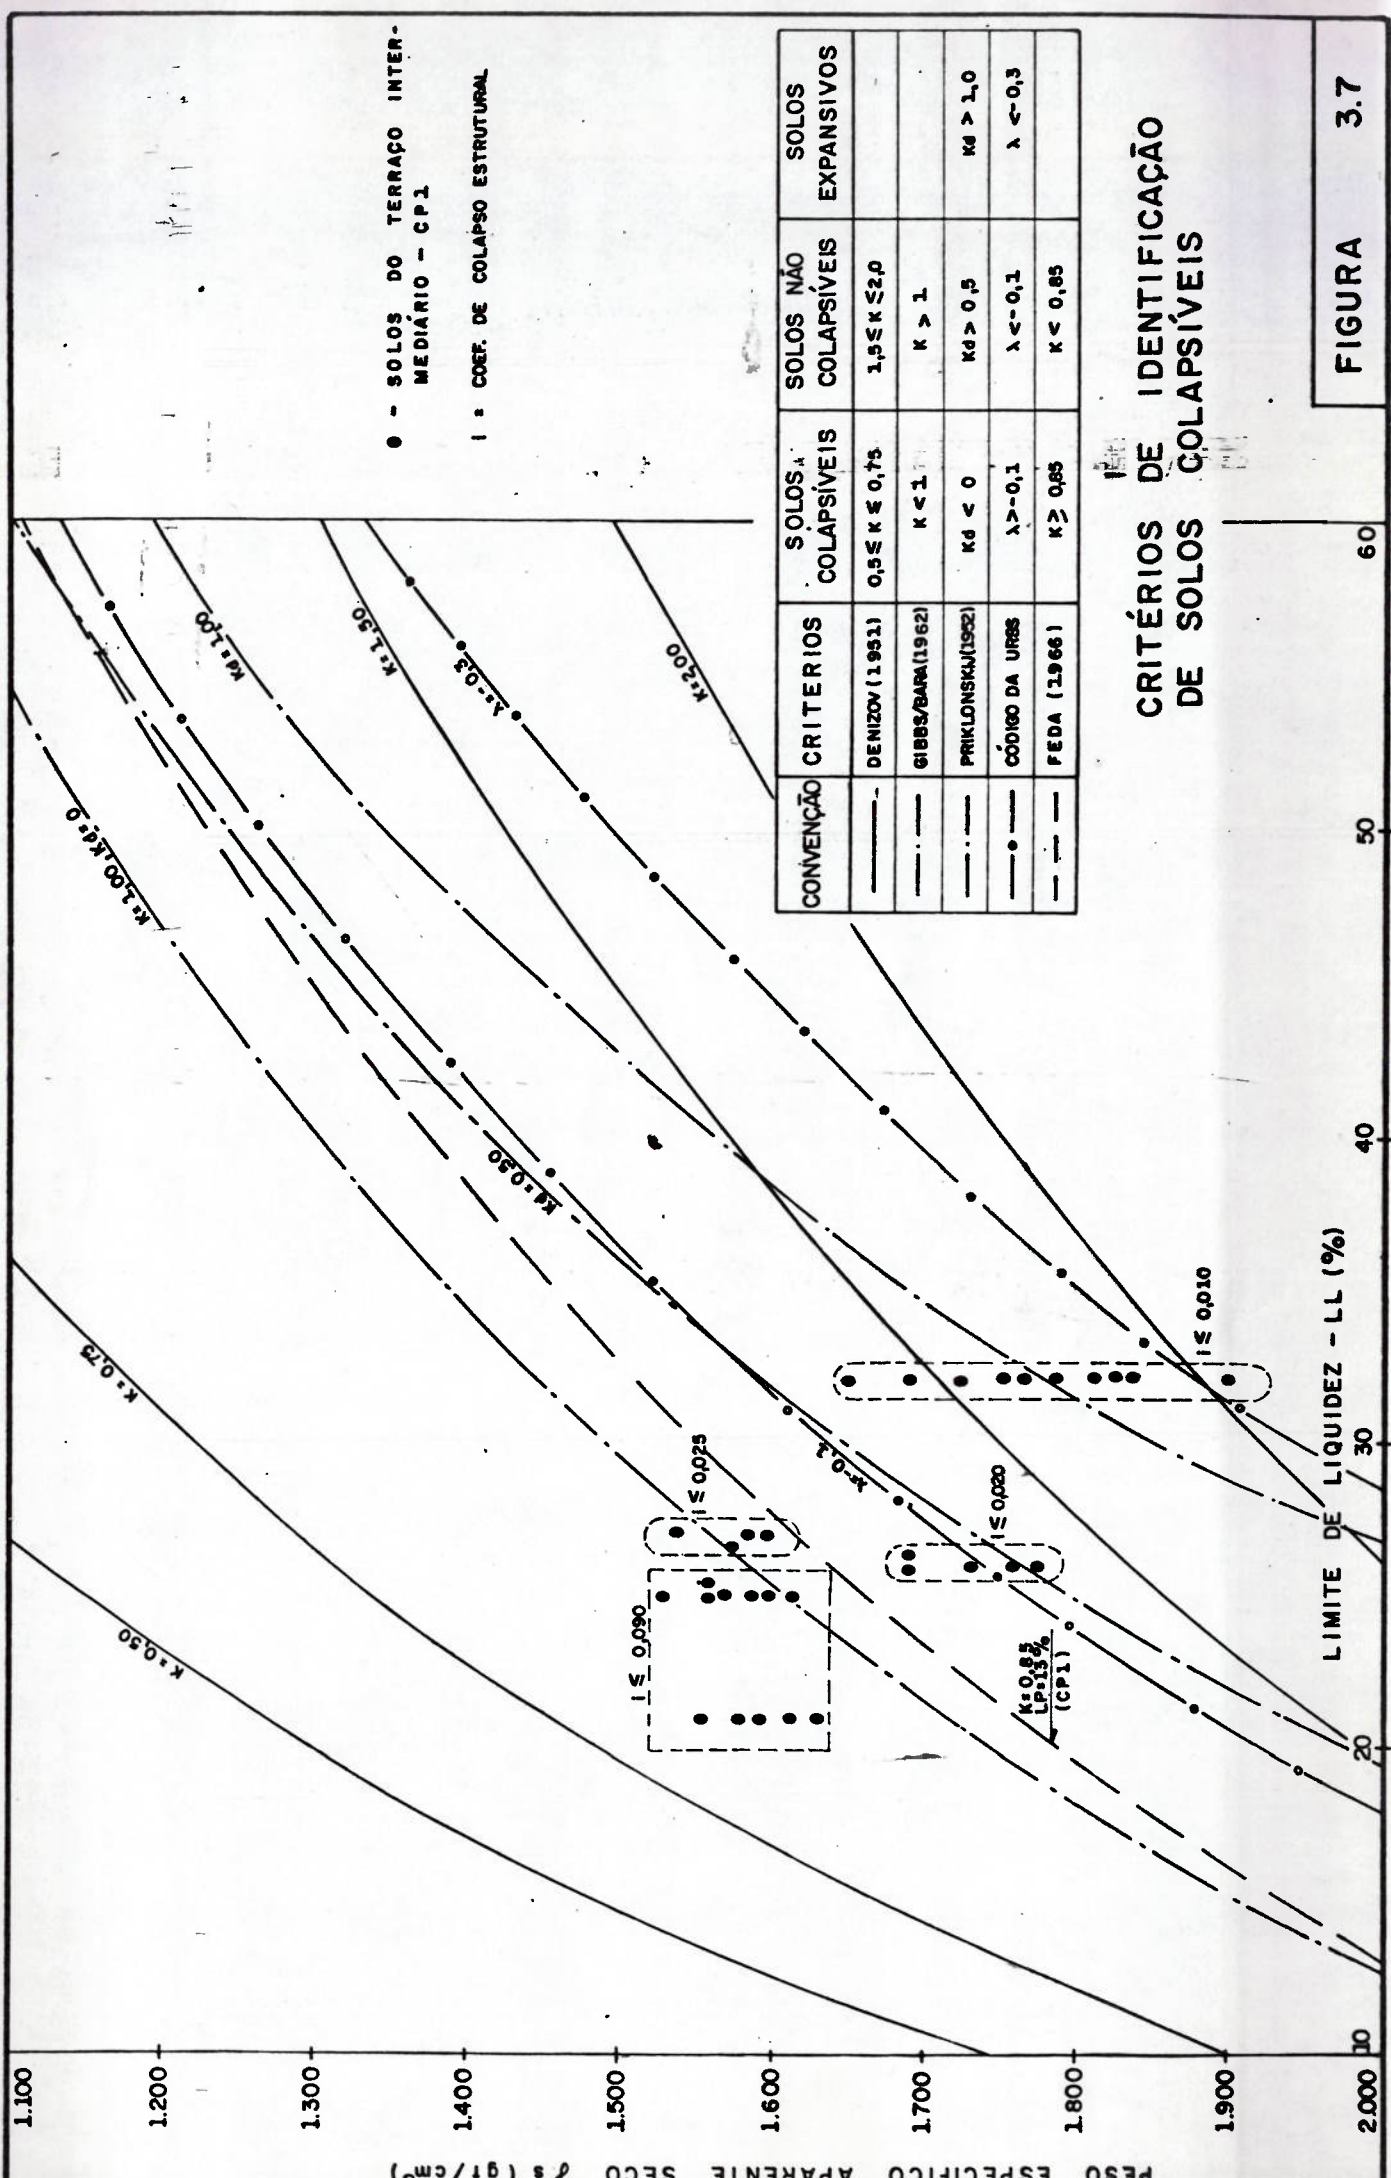 ● - SOLOS DO TERRAÇO INTER-
MEDIÁRIO - CP1
i = COEF. DE COLAPSO ESTRUTURAL
PESO ESPECÍFICO APARENTE SECO γs (gr/cm³)
1.100
1.200
1.300
1.400
1.500
1.600
1.700
1.800
1.900
2.000
K=1,00, Kd=0
Kd=1,00
K=1,50
λ=-0,3
K=2,00
Kd=0,50
K=0,75
K=0,50
λ=-0,1
i ≤ 0,025
i ≤ 0,090
i ≤ 0,020
i ≤ 0,010
K=0,85
LP=13%
(CP1)
10
20
30
40
50
60
LIMITE DE LIQUIDEZ - LL (%)
CONVENÇÃO CRITERIOS SOLOS COLAPSÍVEIS SOLOS NÃO COLAPSÍVEIS SOLOS EXPANSIVOS
DENIZOV (1951) 0,5 ≤ K ≤ 0,75 1,5 ≤ K ≤ 2,0
GIBBS/BARA (1962) K < 1 K > 1
PRIKLONSKIJ (1952) Kd < 0 Kd > 0,5 Kd > 1,0
CÓDIGO DA URSS λ > -0,1 λ < -0,1 λ < -0,3
FEDA (1966) K ≥ 0,85 K < 0,85
CRITÉRIOS DE IDENTIFICAÇÃO
DE SOLOS COLAPSÍVEIS
FIGURA 3.7